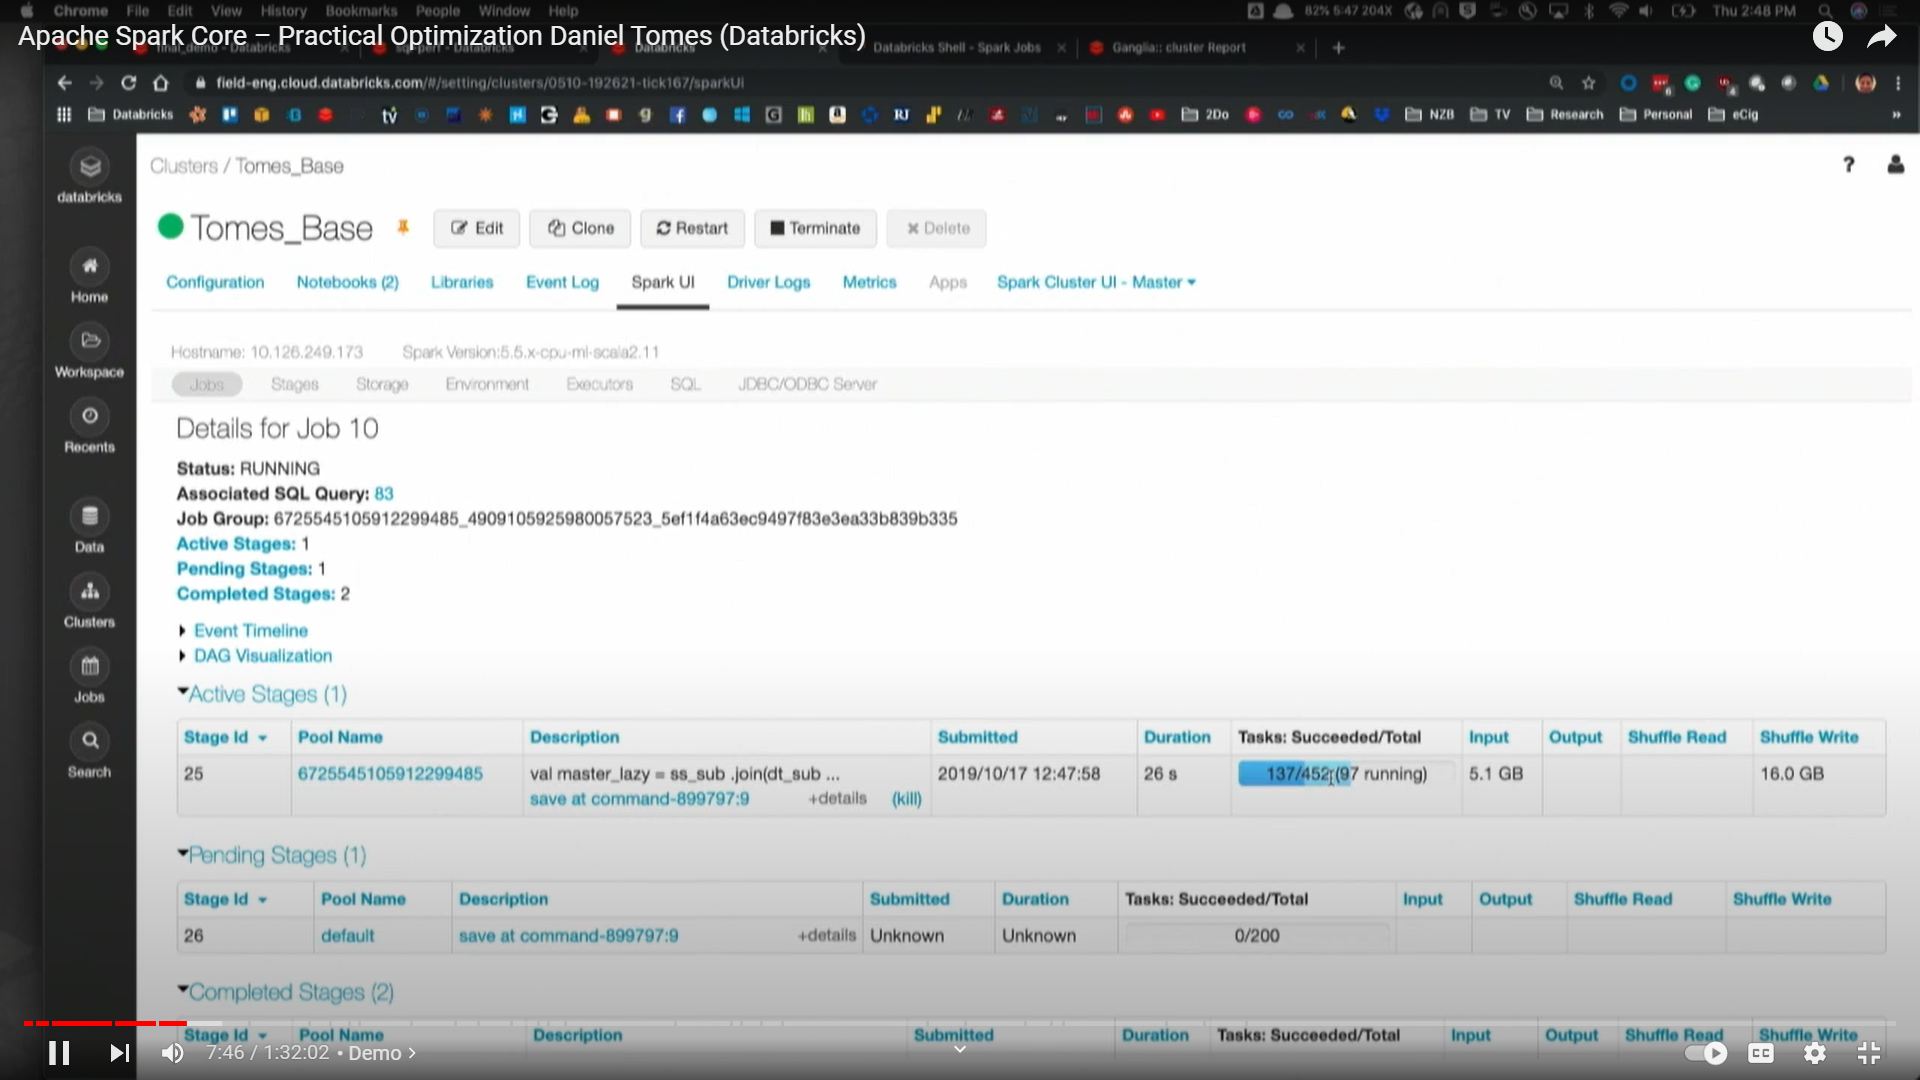 Chrome File Edit View History Bookmarks People Window Help 82% 5:47 204X Thu 2:48 PM
Apache Spark Core – Practical Optimization Daniel Tomes (Databricks)
Databricks Databricks Shell - Spark Jobs Ganglia:: cluster Report
field-eng.cloud.databricks.com/#/setting/clusters/0510-192621-tick167/sparkUi
Databricks tv RJ 2Do NZB TV Research Personal eCig
Clusters / Tomes_Base
databricks
Tomes_Base Edit Clone Restart Terminate Delete
Configuration Notebooks (2) Libraries Event Log Spark UI Driver Logs Metrics Apps Spark Cluster UI - Master
Home
Hostname: 10.126.249.173 Spark Version:5.5.x-cpu-ml-scala2.11
Workspace
Jobs Stages Storage Environment Executors SQL JDBC/ODBC Server
Details for Job 10
Recents
Status: RUNNING
Associated SQL Query: 83
Job Group: 6725545105912299485_4909105925980057523_5ef1f4a63ec9497f83e3ea33b839b335
Active Stages: 1
Data
Pending Stages: 1
Completed Stages: 2
Clusters
Event Timeline
DAG Visualization
Active Stages (1)
Jobs
Stage Id Pool Name Description Submitted Duration Tasks: Succeeded/Total Input Output Shuffle Read Shuffle Write
Search
25 6725545105912299485 val master_lazy = ss_sub .join(dt_sub ... 2019/10/17 12:47:58 26 s 137/452 (97 running) 5.1 GB 16.0 GB
save at command-899797:9 +details (kill)
Pending Stages (1)
Stage Id Pool Name Description Submitted Duration Tasks: Succeeded/Total Input Output Shuffle Read Shuffle Write
26 default save at command-899797:9 +details Unknown Unknown 0/200
Completed Stages (2)
Stage Id Pool Name Description Submitted Duration Tasks: Succeeded/Total Input Output Shuffle Read Shuffle Write
7:46 / 1:32:02 • Demo CC